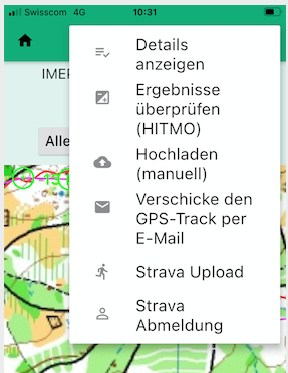 Swisscom 4G 10:31
IMER
Details
anzeigen
Alle
Ergebnisse
überprüfen
(HITMO)
Hochladen
(manuell)
Verschicke den
GPS-Track per
E-Mail
Strava Upload
Strava
Abmeldung